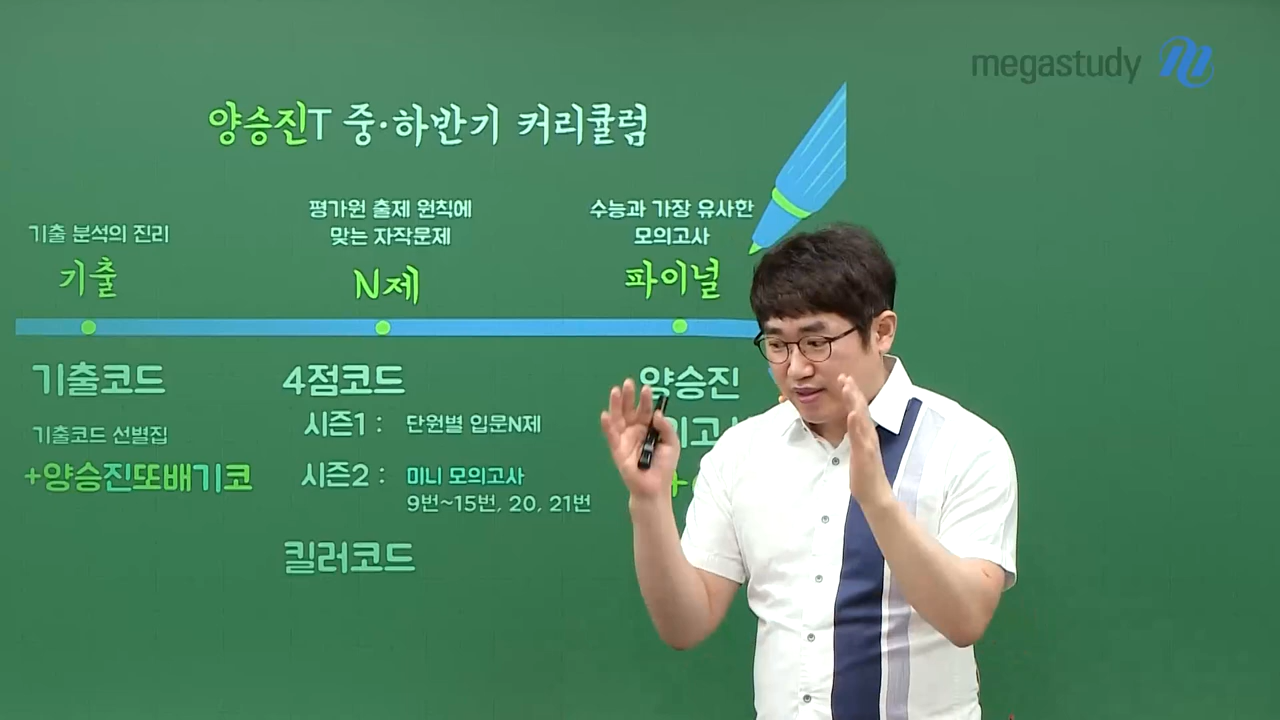 megastudy
양승진T 중·하반기 커리큘럼
기출 분석의 진리
기출
평가원 출제 원칙에
맞는 자작문제
N제
수능과 가장 유사한
모의고사
파이널
기출코드
기출코드 선별집
+양승진또배기코
4점코드
시즌1 : 단원별 입문N제
시즌2 : 미니 모의고사
9번~15번, 20, 21번
킬러코드
양승진